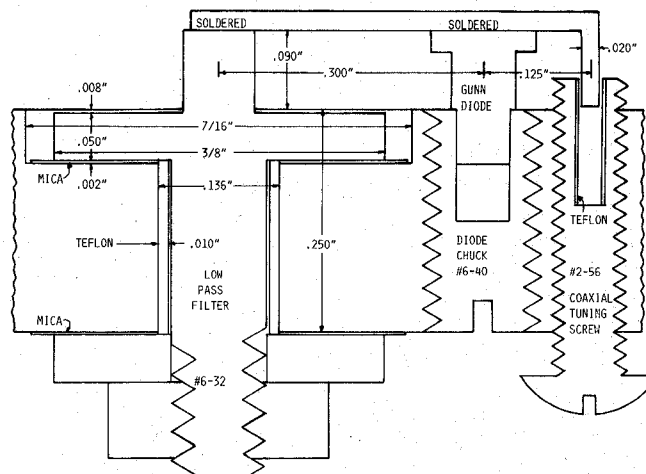 SOLDERED
SOLDERED
.020"
.090"
.300"
.125"
GUNN
DIODE
.008"
7/16"
.050"
3/8"
MICA
.002"
.136"
TEFLON
TEFLON
.010"
.250"
DIODE
CHUCK
#6-40
#2-56
COAXIAL
TUNING
SCREW
LOW
PASS
FILTER
MICA
#6-32